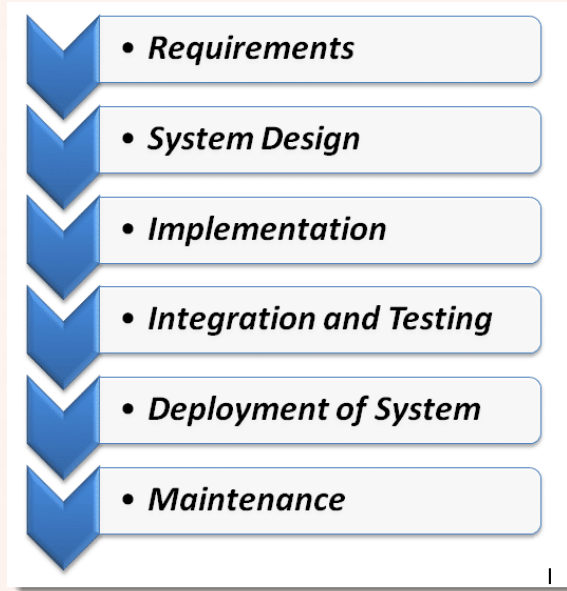 • Requirements
• System Design
• Implementation
• Integration and Testing
• Deployment of System
• Maintenance